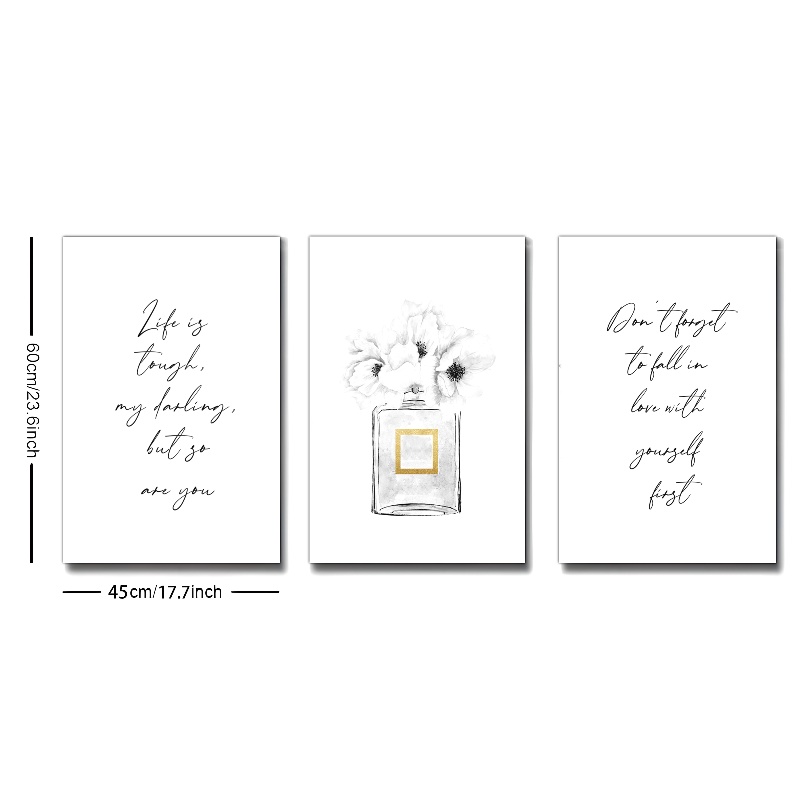 Life is
tough,
my darling,
but so
are you
Don't forget
to fall in
love with
yourself
first
60cm/23.6inch
45cm/17.7inch